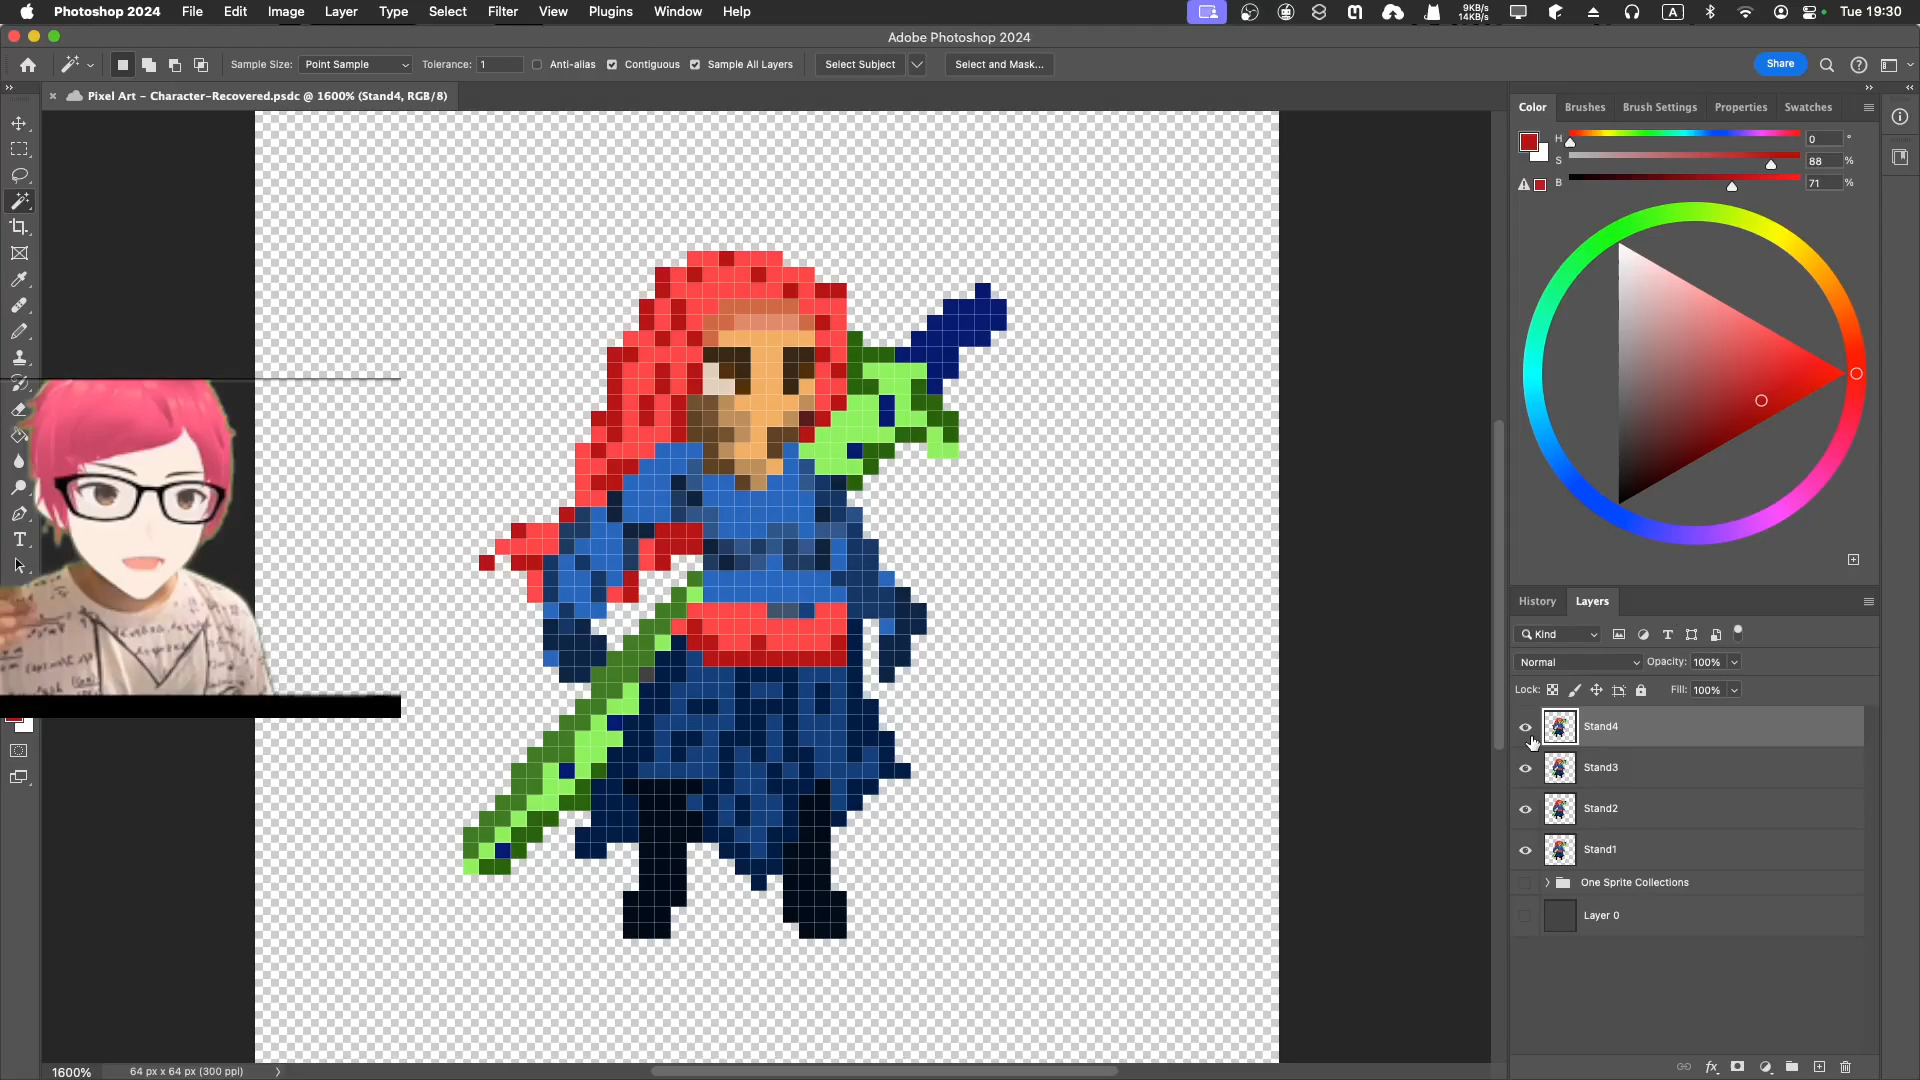 Photoshop 2024 File Edit Image Layer Type Select Filter View Plugins Window Help
9KB/s
14KB/s
A
Tue 19:30
Adobe Photoshop 2024
Sample Size: Point Sample Tolerance: 1 Anti-alias Contiguous Sample All Layers Select Subject Select and Mask... Share
Pixel Art – Character-Recovered.psdc @ 1600% (Stand4, RGB/8)
Color Brushes Brush Settings Properties Swatches
H 0 °
S 88 %
B 71 %
History Layers
Kind
Normal Opacity: 100%
Lock: Fill: 100%
Stand4
Stand3
Stand2
Stand1
One Sprite Collections
Layer 0
fx
1600% 64 px x 64 px (300 ppi)